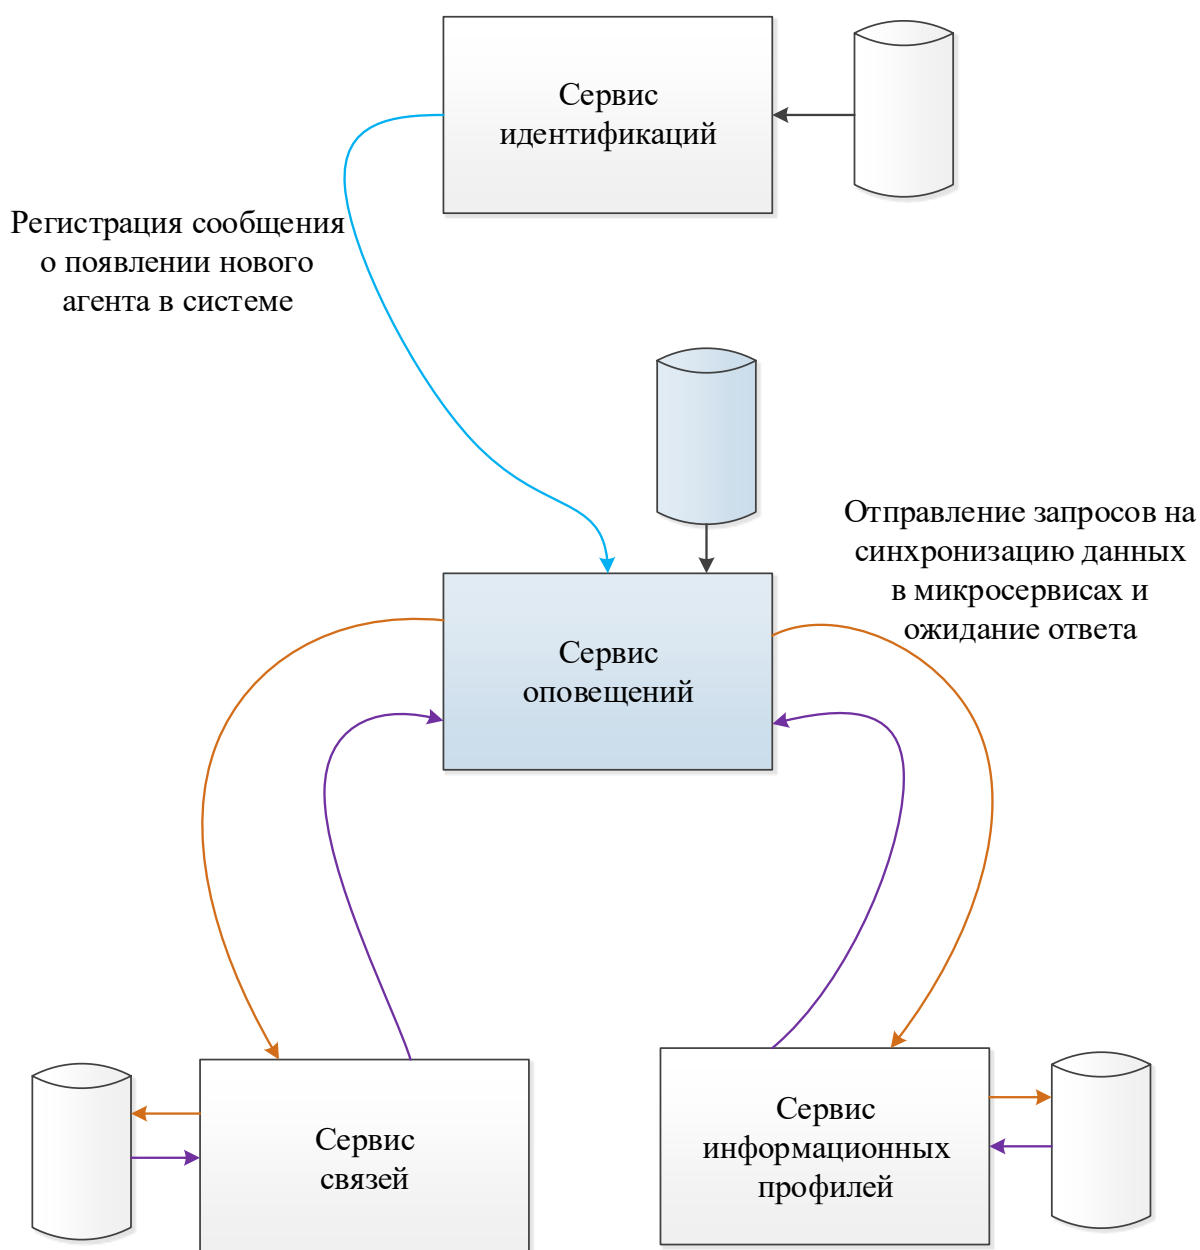 Сервис
идентификаций
Регистрация сообщения
о появлении нового
агента в системе
Отправление запросов на
синхронизацию данных
в микросервисах и
ожидание ответа
Сервис
оповещений
Сервис
связей
Сервис
информационных
профилей